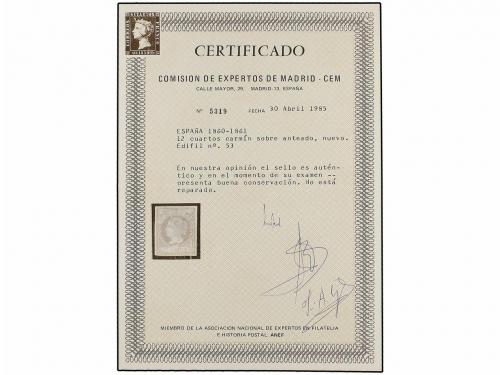 CERTIFICADO
COMISION DE EXPERTOS DE MADRID - CEM
CALLE MAYOR, 29. MADRID-13, ESPAÑA
Nº 5319 FECHA 30 Abril 1985
ESPAÑA 1860-1861
12 cuartos carmín sobre anteado, nuevo.
Edifil nº. 53
En nuestra opinión el sello es autén-
tico y en el momento de su examen --
presenta buena conservación. No está
reparado.
MIEMBRO DE LA ASOCIACION NACIONAL DE EXPERTOS EN FILATELIA
E HISTORIA POSTAL ANEF